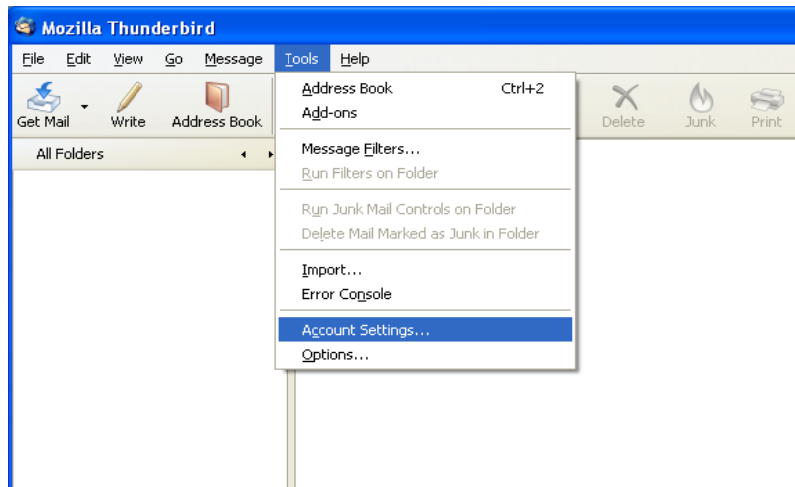 Mozilla Thunderbird
File Edit View Go Message Tools Help
Get Mail Write Address Book Delete Junk Print
All Folders
Address Book Ctrl+2
Add-ons
Message Filters...
Run Filters on Folder
Run Junk Mail Controls on Folder
Delete Mail Marked as Junk in Folder
Import...
Error Console
Account Settings...
Options...